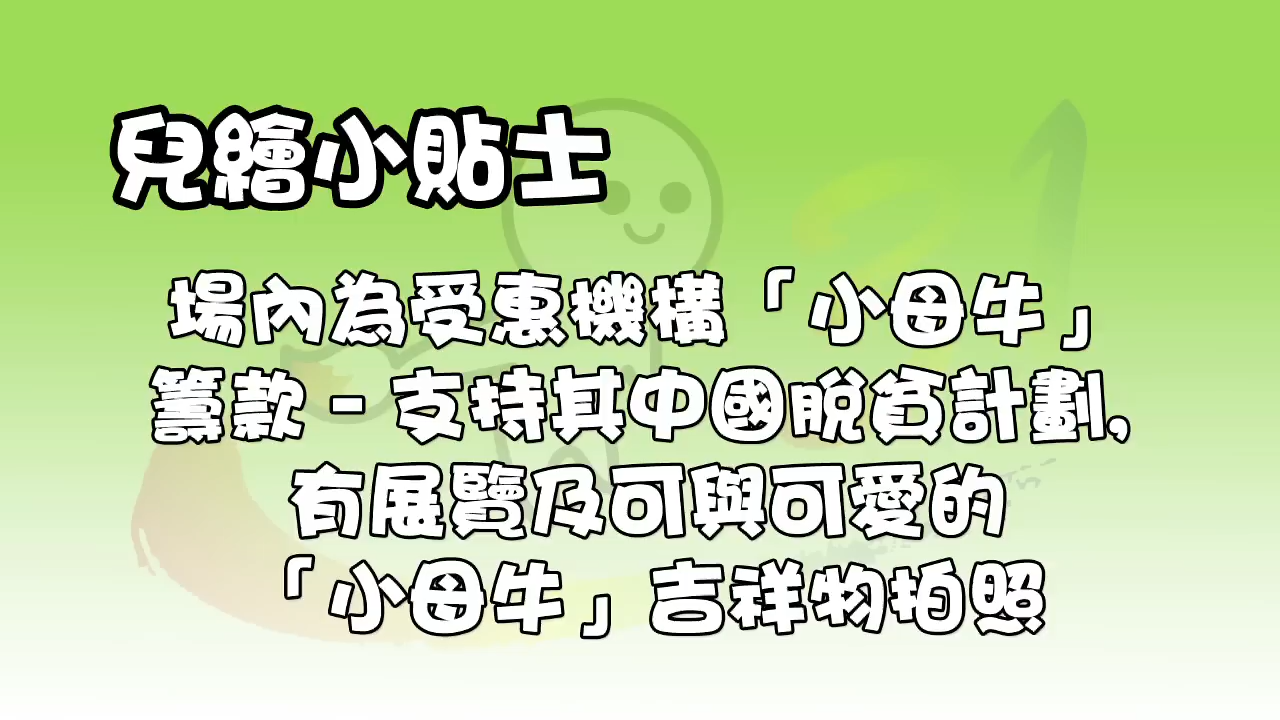 兒繪小貼士
場內為受惠機構「小母牛」
籌款 - 支持其中國脫貧計劃,
有展覽及可與可愛的
「小母牛」吉祥物拍照